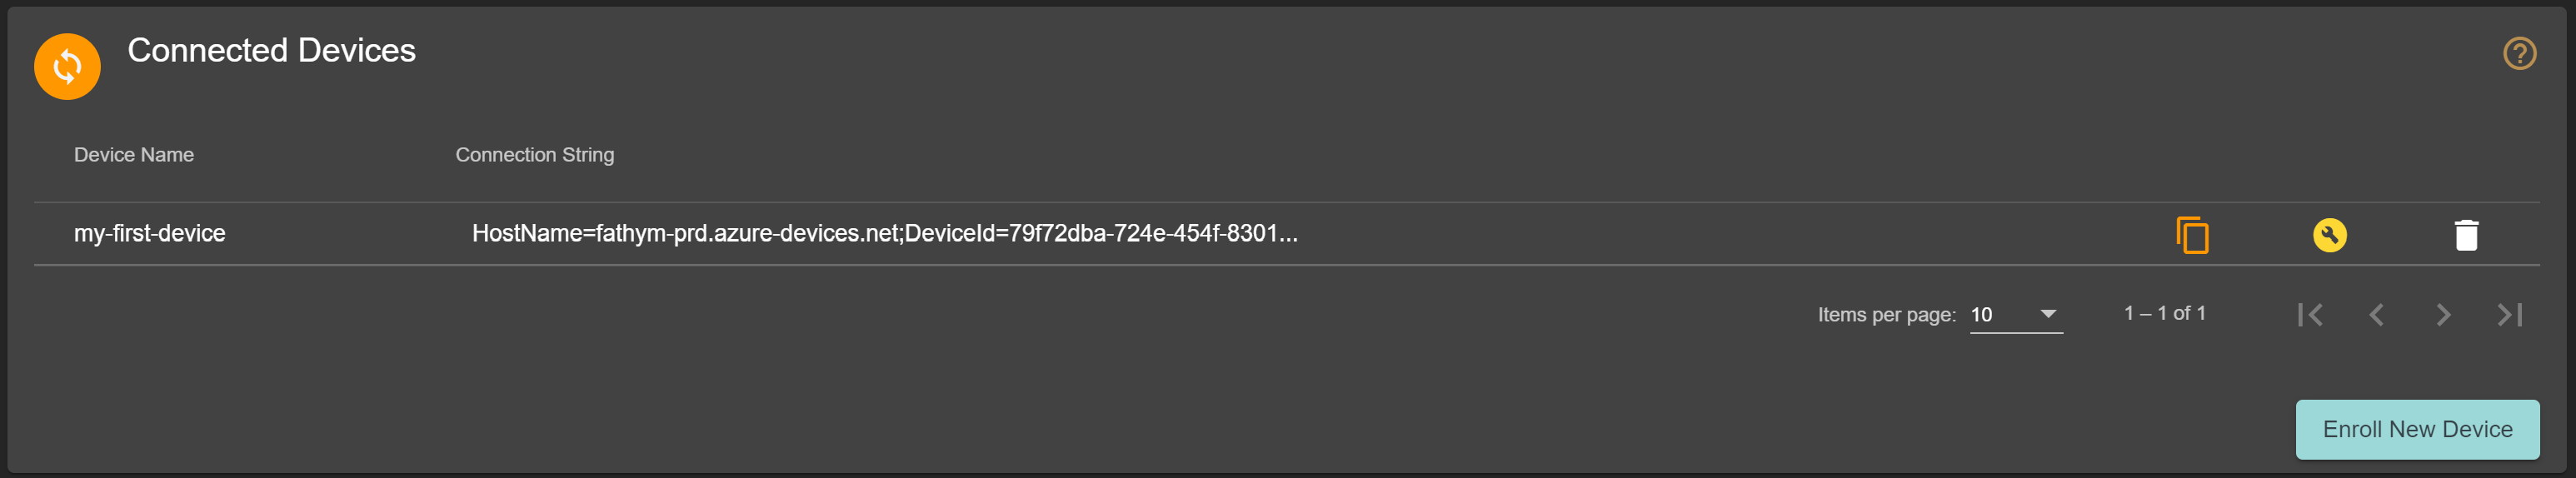 Connected Devices
Device Name Connection String
my-first-device HostName=fathym-prd.azure-devices.net;DeviceId=79f72dba-724e-454f-8301...
Items per page: 10 1 – 1 of 1
Enroll New Device